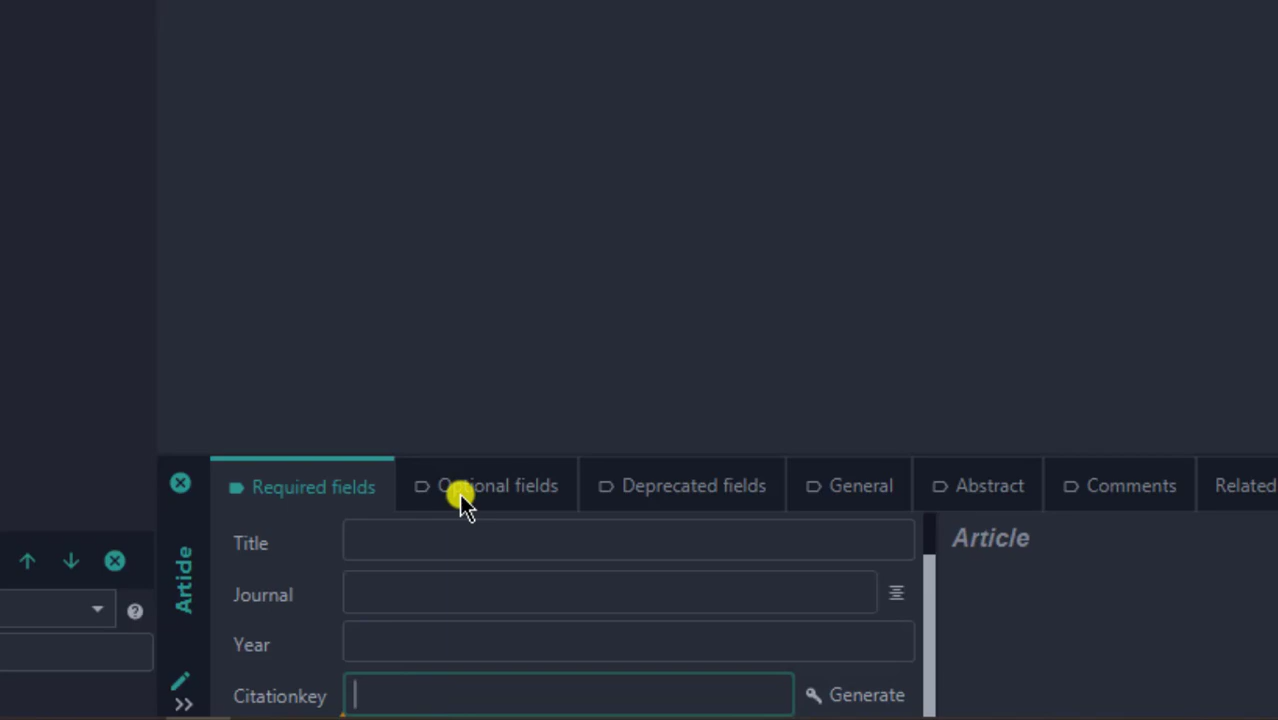 Required fields
Optional fields
Deprecated fields
General
Abstract
Comments
Related
Article
Title
Journal
Year
Citationkey
Generate
Article